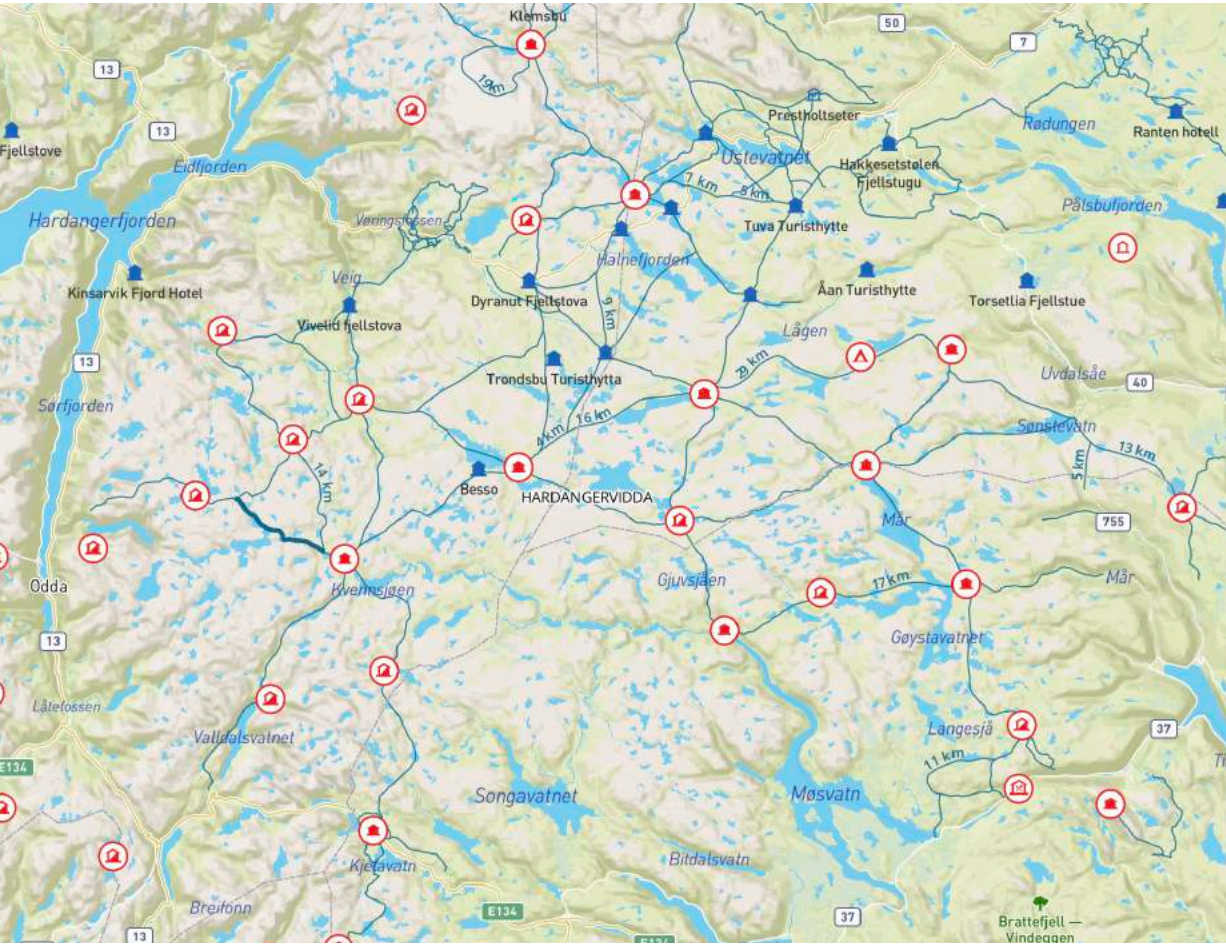 Klemsbu
50
7
13
19km
Prestholtseter
Fjellstove
13
Rødungen
Ranten hotell
Ustevatnet
Eidfjorden
Hakkesetstølen
Fjellstugu
7 km
5 km
Hardangerfjorden
Vøringsfossen
Pålsbufjorden
Tuva Turisthytte
Halnefjorden
Veig
Kinsarvik Fjord Hotel
Dyranut Fjellstova
Åan Turisthytte
Torsetlia Fjellstue
9 km
Vivelid fjellstova
Lågen
13
29 km
Trondsbu Turisthytta
Uvdalsåe
40
Sørfjorden
16 km
4 km
Sønstevatn
13 km
5 km
14 km
Besso
HARDANGERVIDDA
Mår
755
Odda
Kvennsjøen
Gjuvsjåen
17 km
Mår
13
Gøystavatnet
Låtefossen
Valldalsvatnet
Langesjå
37
11 km
E134
Songavatnet
Møsvatn
Bitdalsvatn
Kjelavatn
Breifonn
E134
37
Brattefjell —
Vindeggen
13
E134